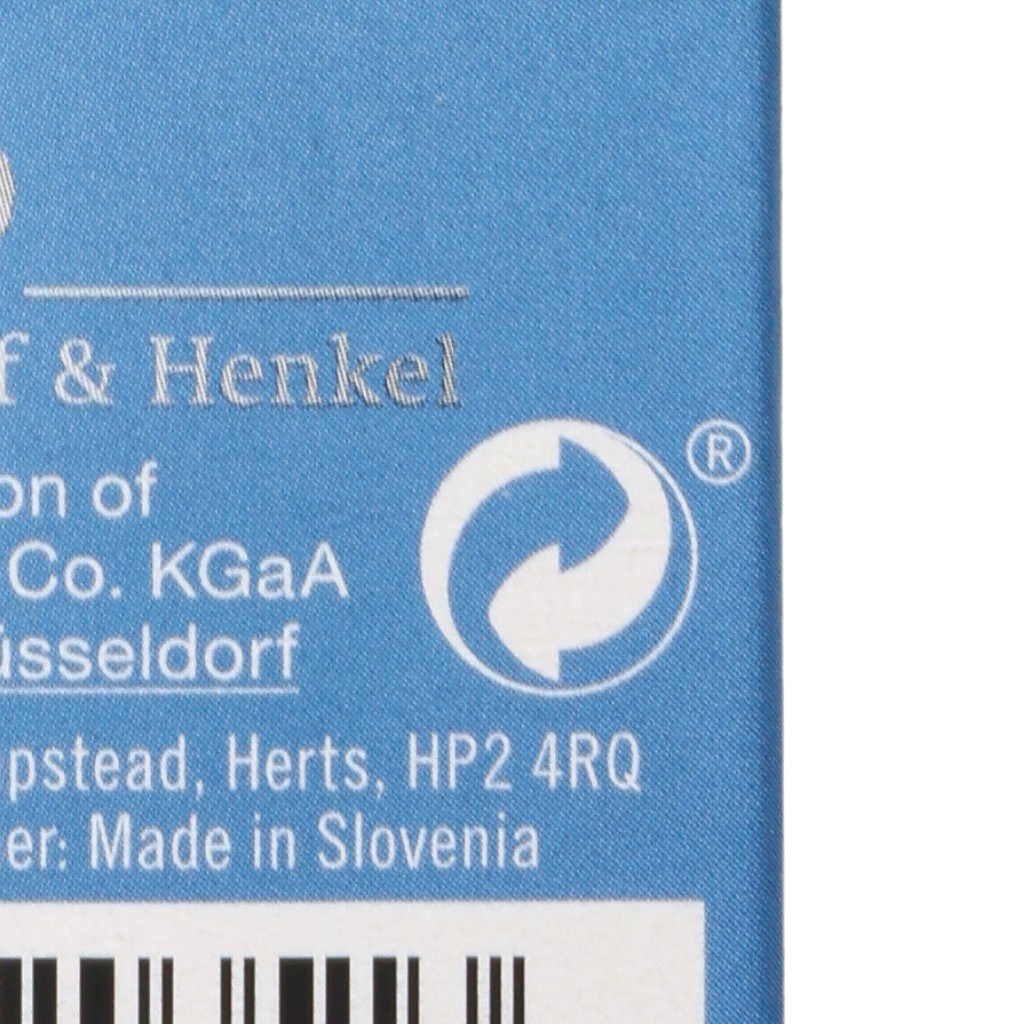 f & Henkel
®
on of
Co. KGaA
üsseldorf
pstead, Herts, HP2 4RQ
er: Made in Slovenia